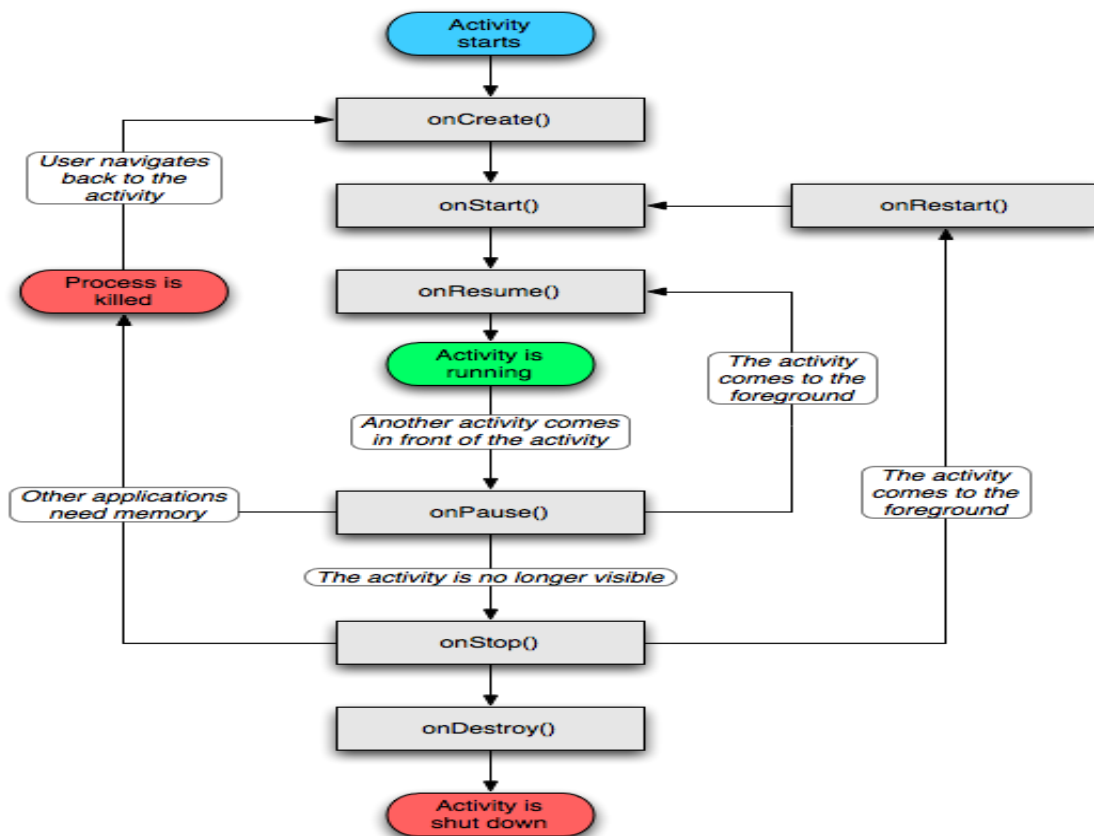 Activity
starts
onCreate()
User navigates
back to the
activity
onStart()
onRestart()
Process is
killed
onResume()
Activity is
running
The activity
comes to the
foreground
Another activity comes
in front of the activity
The activity
comes to the
foreground
Other applications
need memory
onPause()
The activity is no longer visible
onStop()
onDestroy()
Activity is
shut down